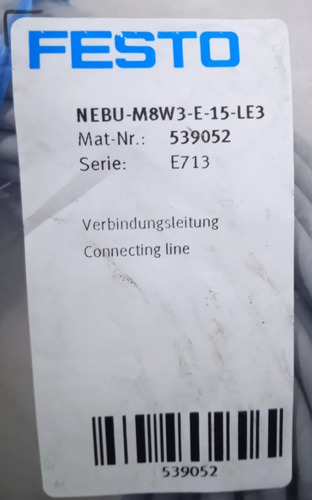 FESTO
NEBU-M8W3-E-15-LE3
Mat-Nr.: 539052
Serie: E713
Verbindungsleitung
Connecting line
539052